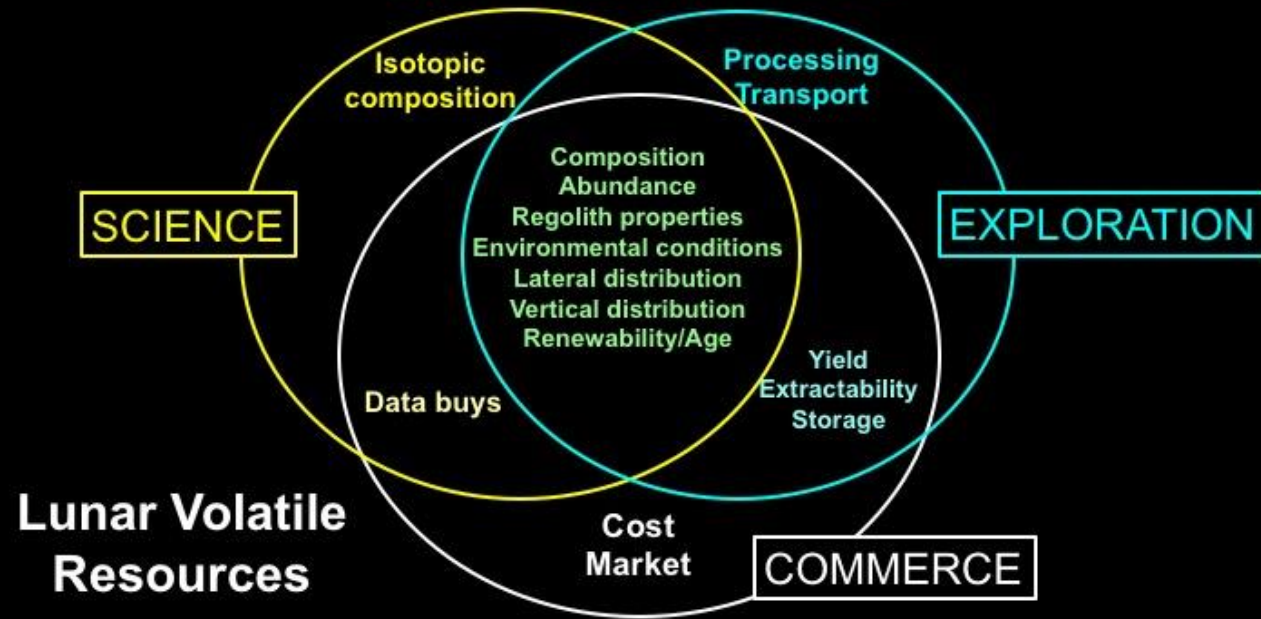 Isotopic
composition
Processing
Transport
Composition
Abundance
Regolith properties
Environmental conditions
Lateral distribution
Vertical distribution
Renewability/Age
SCIENCE
EXPLORATION
Data buys
Yield
Extractability
Storage
Lunar Volatile
Resources
Cost
Market
COMMERCE